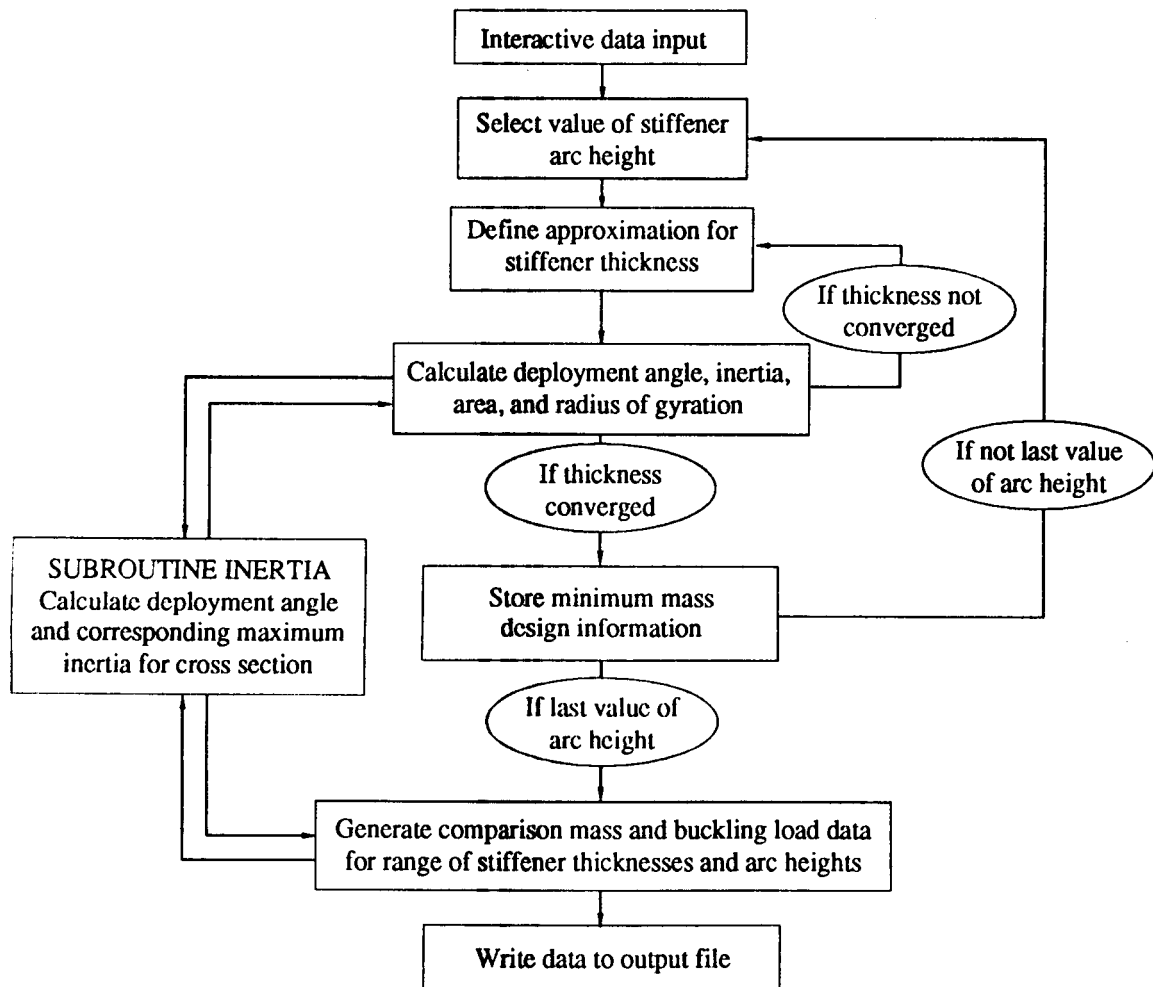 Interactive data input
Select value of stiffener
arc height
Define approximation for
stiffener thickness
If thickness not
converged
Calculate deployment angle, inertia,
area, and radius of gyration
If not last value
of arc height
If thickness
converged
SUBROUTINE INERTIA
Calculate deployment angle
and corresponding maximum
inertia for cross section
Store minimum mass
design information
If last value of
arc height
Generate comparison mass and buckling load data
for range of stiffener thicknesses and arc heights
Write data to output file